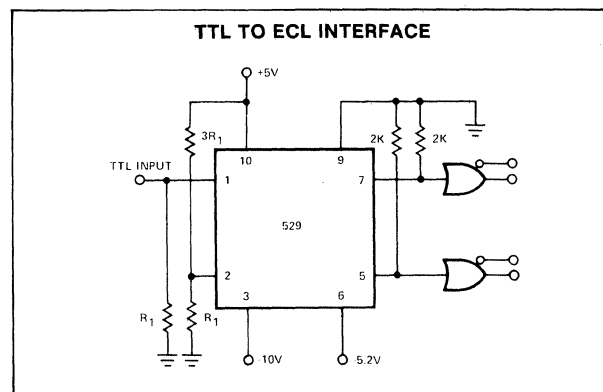 TTL TO ECL INTERFACE
+5V
3R1
10
9
2K
2K
TTL INPUT
1
7
529
2
5
3
6
R1
R1
-10V
-5.2V